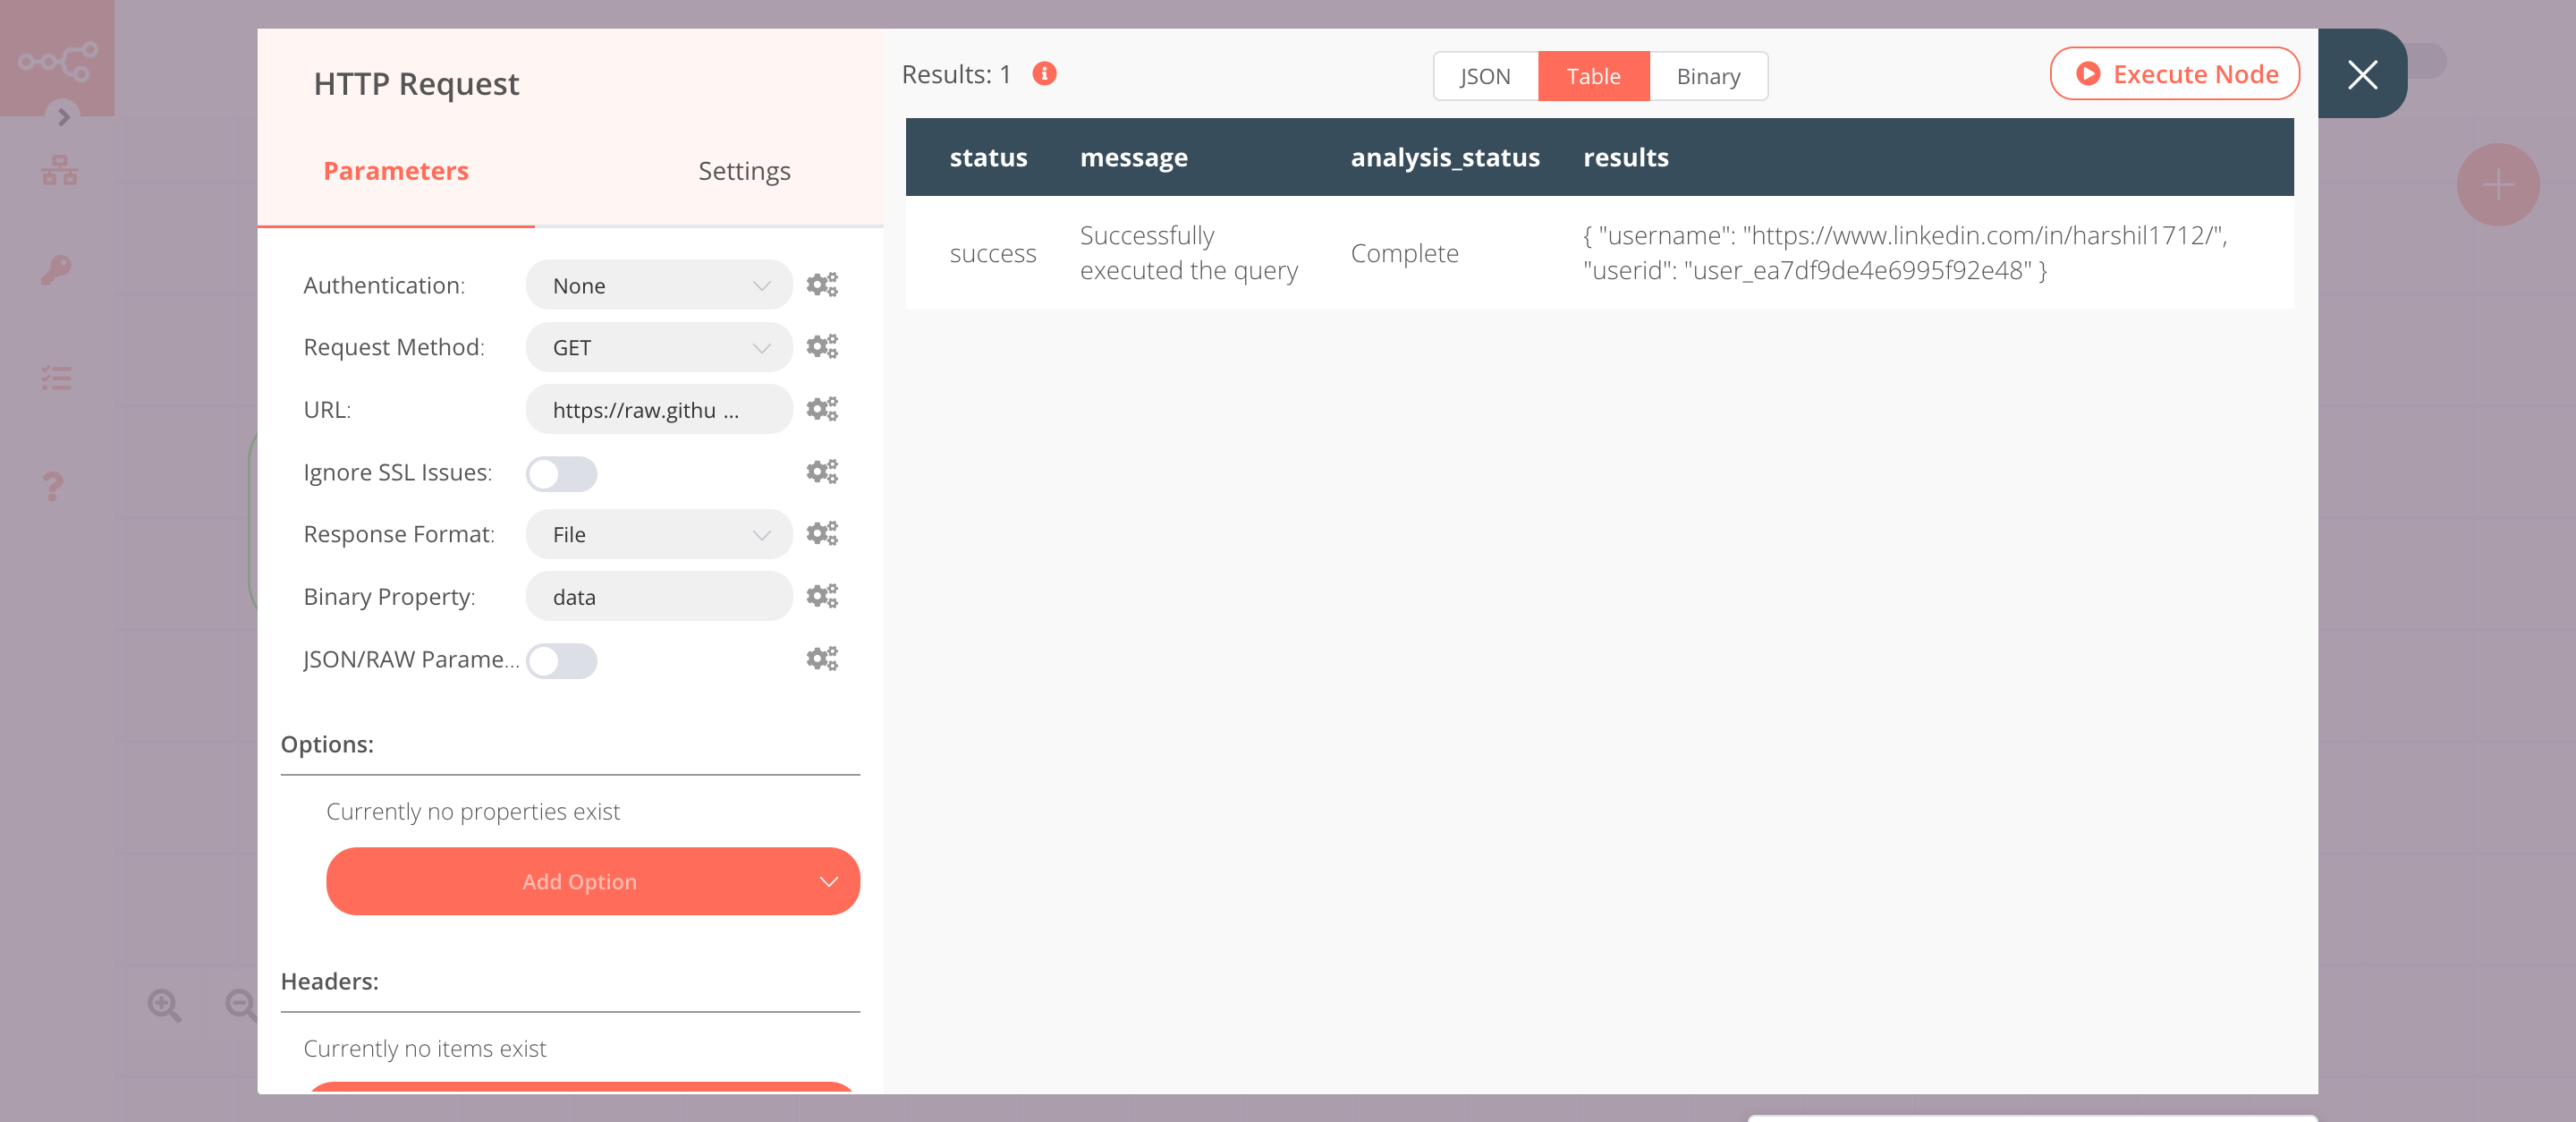 HTTP Request
Parameters
Settings
Authentication:
None
Request Method:
GET
URL:
https://raw.githu ...
Ignore SSL Issues:
Response Format:
File
Binary Property:
data
JSON/RAW Parame...
Options:
Currently no properties exist
Add Option
Headers:
Currently no items exist
Results: 1
JSON
Table
Binary
Execute Node
status
message
analysis_status
results
success
Successfully
executed the query
Complete
{ "username": "https://www.linkedin.com/in/harshil1712/",
"userid": "user_ea7df9de4e6995f92e48" }